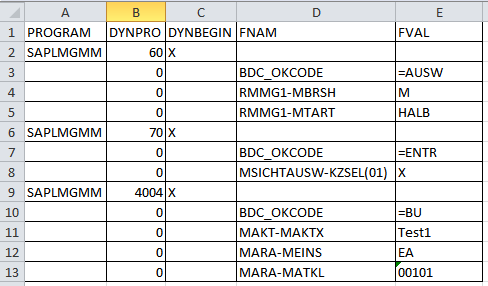 A B C D E
1 PROGRAM DYNPRO DYNBEGIN FNAM FVAL
2 SAPLMGMM 60 X
3 0 BDC_OKCODE =AUSW
4 0 RMMG1-MBRSH M
5 0 RMMG1-MTART HALB
6 SAPLMGMM 70 X
7 0 BDC_OKCODE =ENTR
8 0 MSICHTAUSW-KZSEL(01) X
9 SAPLMGMM 4004 X
10 0 BDC_OKCODE =BU
11 0 MAKT-MAKTX Test1
12 0 MARA-MEINS EA
13 0 MARA-MATKL 00101